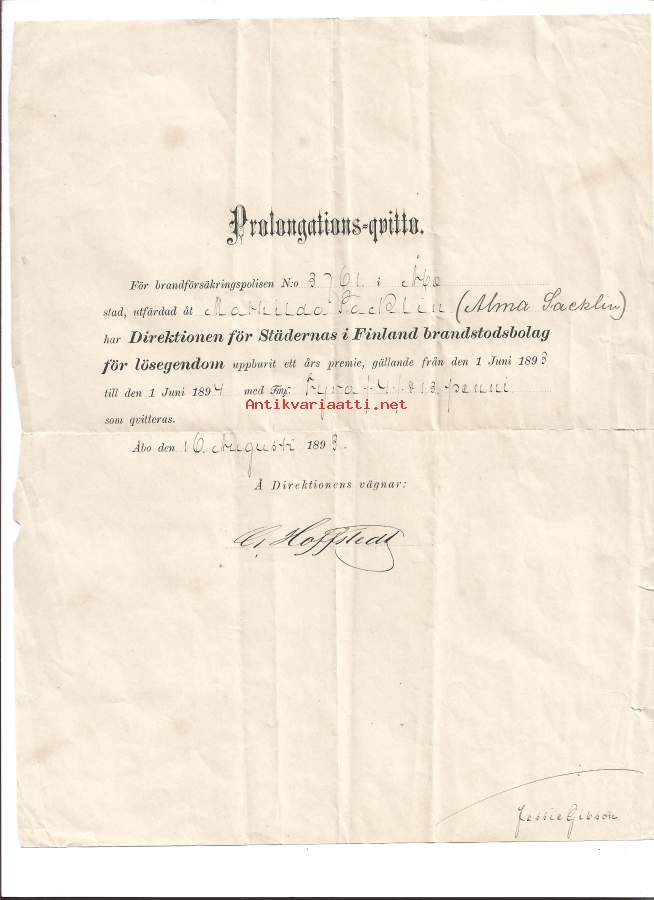 Prolongations-qvitto.
För brandförsäkringspolisen N:o 3761 i Åbo
stad, utfärdad åt Mathilda Sacklin (Alma Sacklin)
har Direktionen för Städernas i Finland brandstodsbolag
för lösegendom uppburit ett års premie, gällande från den 1 Juni 1893
till den 1 Juni 1894 med Fmk Fyra penni
Antikvariaatti.net
som qvitteras.
Åbo den 16 Augusti 1893.
Å Direktionens vägnar:
Hoffstedt
Jessie Gibson